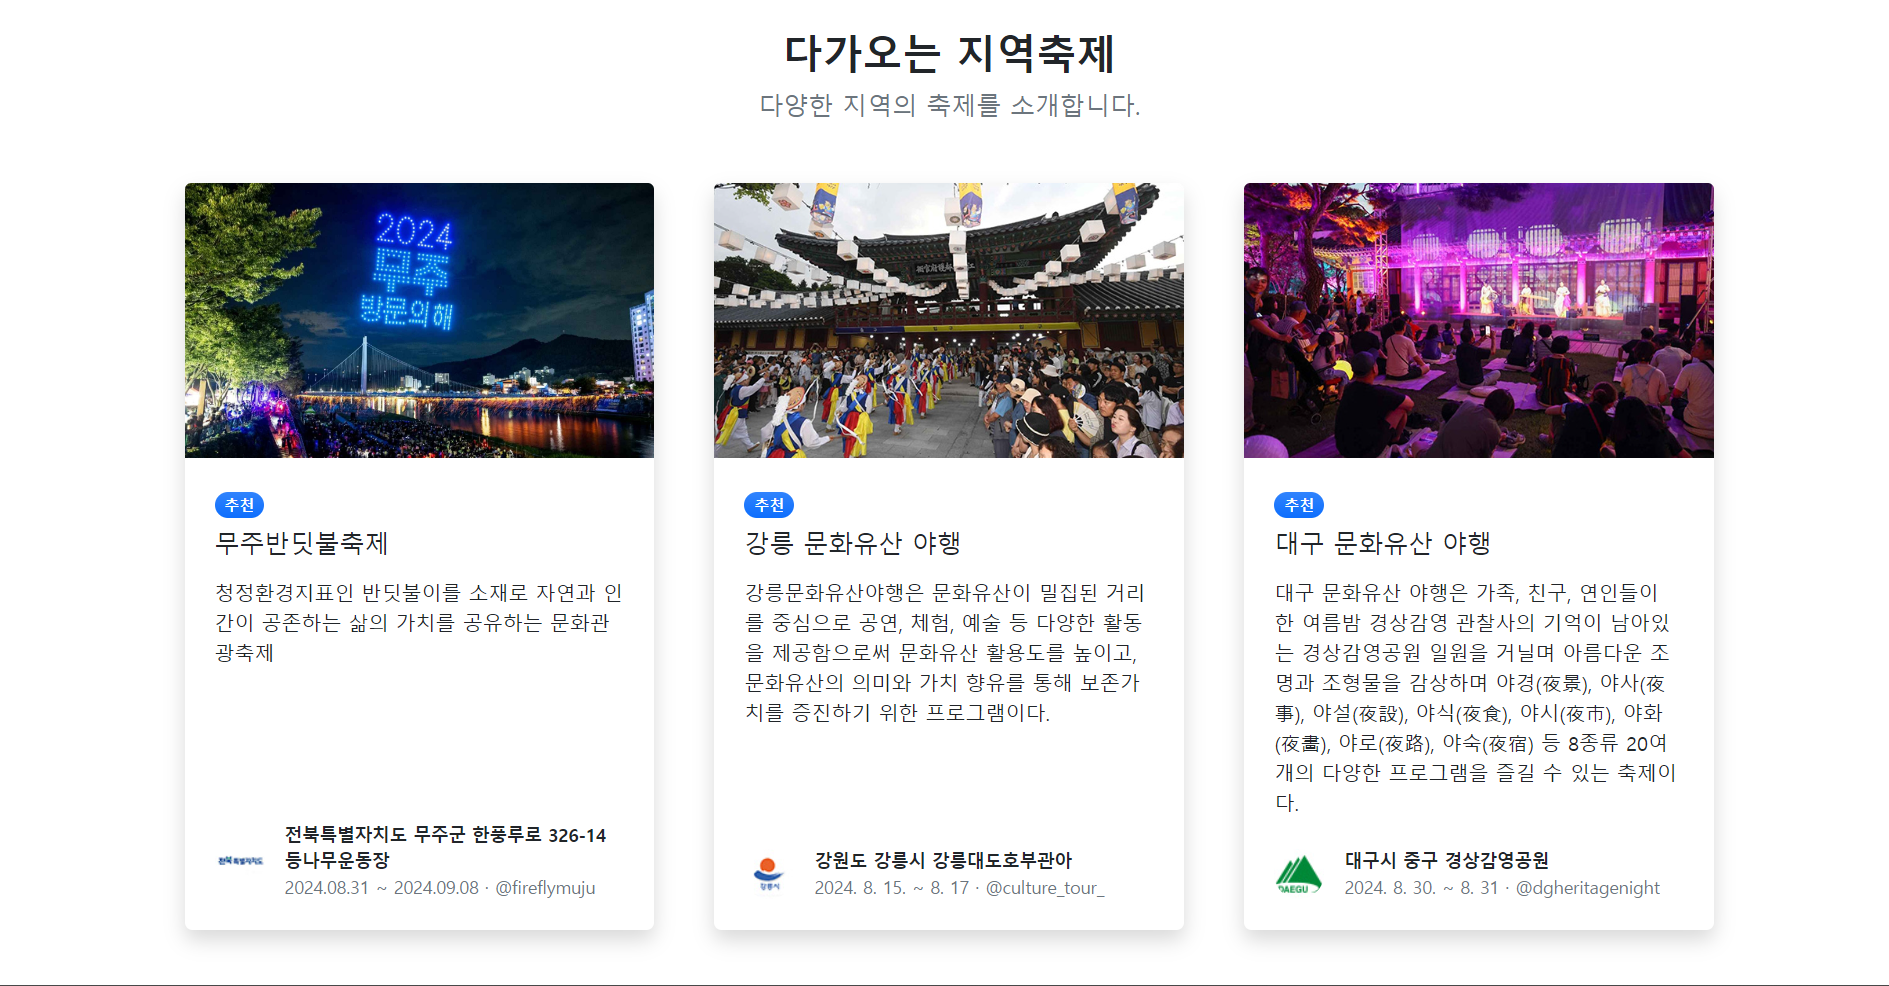 다가오는 지역축제
다양한 지역의 축제를 소개합니다.
2024
무주
방문의해
추천
무주반딧불축제
청정환경지표인 반딧불이를 소재로 자연과 인
간이 공존하는 삶의 가치를 공유하는 문화관
광축제
전북특별자치도
전북특별자치도 무주군 한풍루로 326-14
등나무운동장
2024.08.31 ~ 2024.09.08 · @fireflymuju
추천
강릉 문화유산 야행
강릉문화유산야행은 문화유산이 밀집된 거리
를 중심으로 공연, 체험, 예술 등 다양한 활동
을 제공함으로써 문화유산 활용도를 높이고,
문화유산의 의미와 가치 향유를 통해 보존가
치를 증진하기 위한 프로그램이다.
강릉시
강원도 강릉시 강릉대도호부관아
2024. 8. 15. ~ 8. 17 · @culture_tour_
추천
대구 문화유산 야행
대구 문화유산 야행은 가족, 친구, 연인들이
한 여름밤 경상감영 관찰사의 기억이 남아있
는 경상감영공원 일원을 거닐며 아름다운 조
명과 조형물을 감상하며 야경(夜景), 야사(夜
事), 야설(夜設), 야식(夜食), 야시(夜市), 야화
(夜畵), 야로(夜路), 야숙(夜宿) 등 8종류 20여
개의 다양한 프로그램을 즐길 수 있는 축제이
다.
DAEGU
대구시 중구 경상감영공원
2024. 8. 30. ~ 8. 31 · @dgheritagenight